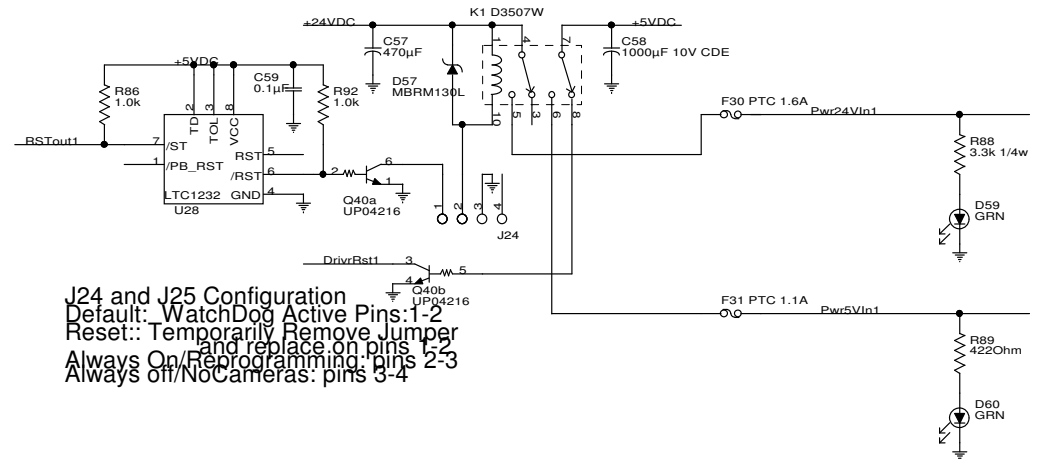 K1 D3507W
+24VDC
+5VDC
C57
470µF
C58
1000µF 10V CDE
1
4
7
D57
MBRM130L
10
5
3
6
8
+5VDC
R86
1.0k
C59
0.1µF
R92
1.0k
F30 PTC 1.6A
Pwr24VIn1
R88
3.3k 1/4w
2
3
8
TD
TOL
VCC
RSTout1
7
/ST
RST
5
1
/PB_RST
/RST
6
LTC1232
GND
4
U28
2
6
1
Q40a
UP04216
1
2
3
4
J24
D59
GRN
DrivrRst1
3
5
4
Q40b
UP04216
F31 PTC 1.1A
Pwr5VIn1
R89
422Ohm
D60
GRN
J24 and J25 Configuration
Default:  WatchDog Active Pins:1-2
Reset:: Temporarily Remove Jumper
and replace on pins 1-2
Always On/Reprogramming: pins 2-3
Always off/NoCameras: pins 3-4